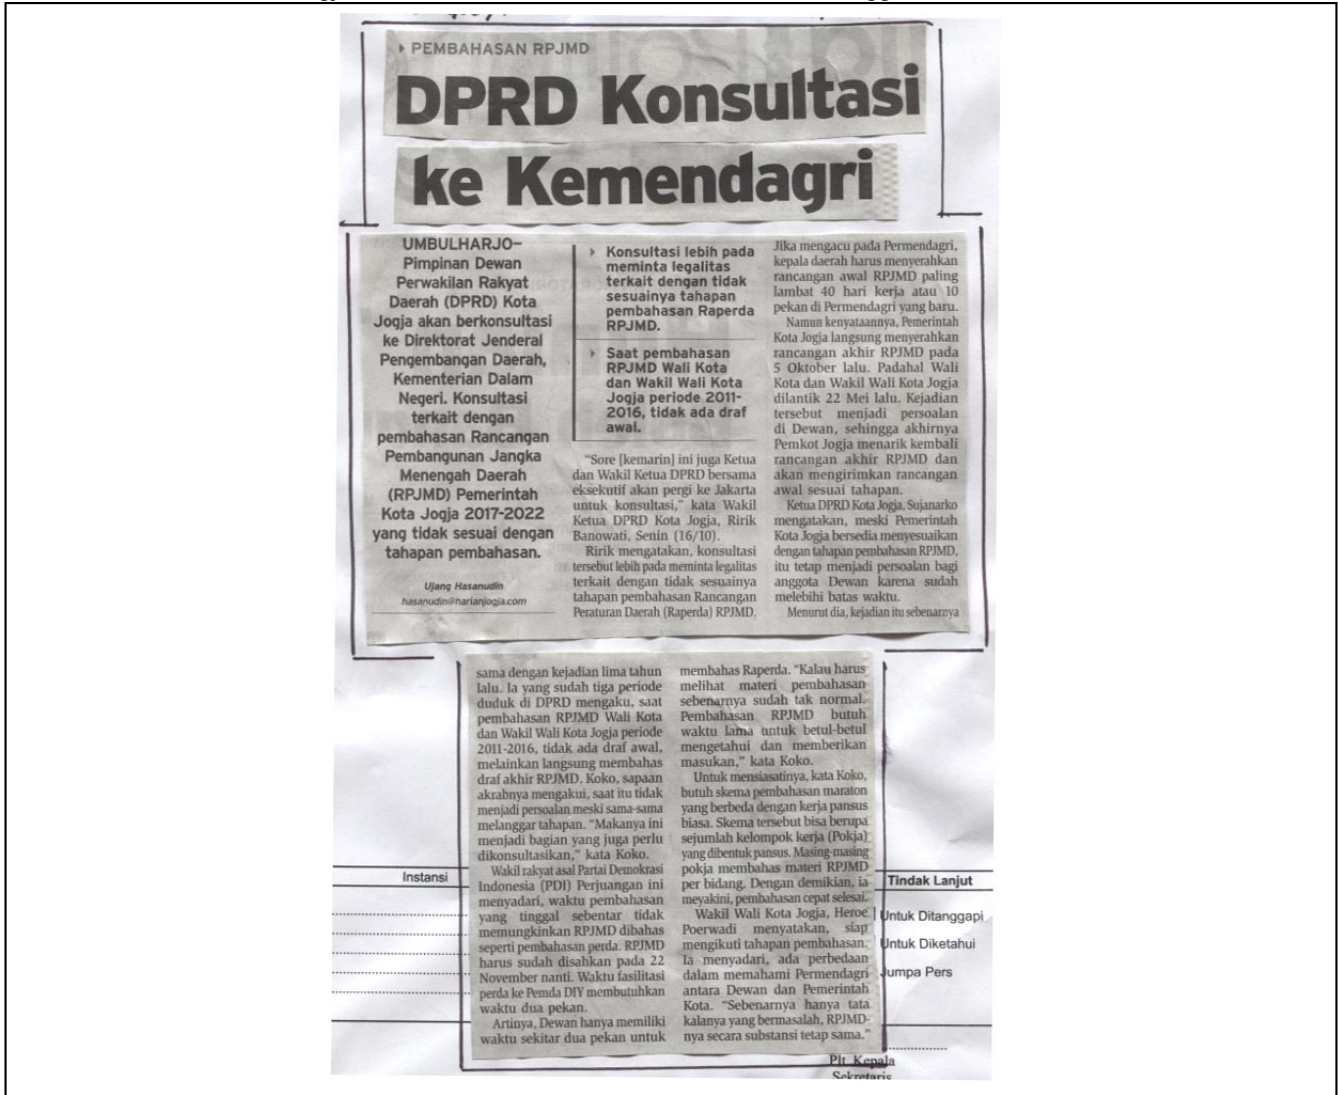 PEMBAHASAN RPJMD
DPRD Konsultasi
ke Kemendagri
UMBULHARJO–
Pimpinan Dewan
Perwakilan Rakyat
Daerah (DPRD) Kota
Jogja akan berkonsultasi
ke Direktorat Jenderal
Pengembangan Daerah,
Kementerian Dalam
Negeri. Konsultasi
terkait dengan
pembahasan Rancangan
Pembangunan Jangka
Menengah Daerah
(RPJMD) Pemerintah
Kota Jogja 2017-2022
yang tidak sesuai dengan
tahapan pembahasan.
Ujang Hasanudin
hasanudin@harianjogja.com
Konsultasi lebih pada
meminta legalitas
terkait dengan tidak
sesuainya tahapan
pembahasan Raperda
RPJMD.
Saat pembahasan
RPJMD Wali Kota
dan Wakil Wali Kota
Jogja periode 2011-
2016, tidak ada draf
awal.
"Sore [kemarin] ini juga Ketua
dan Wakil Ketua DPRD bersama
eksekutif akan pergi ke Jakarta
untuk konsultasi," kata Wakil
Ketua DPRD Kota Jogja, Ririk
Banowati, Senin (16/10).
Ririk mengatakan, konsultasi
tersebut lebih pada meminta legalitas
terkait dengan tidak sesuainya
tahapan pembahasan Rancangan
Peraturan Daerah (Raperda) RPJMD.
Jika mengacu pada Permendagri,
kepala daerah harus menyerahkan
rancangan awal RPJMD paling
lambat 40 hari kerja atau 10
pekan di Permendagri yang baru.
Namun kenyataannya, Pemerintah
Kota Jogja langsung menyerahkan
rancangan akhir RPJMD pada
5 Oktober lalu. Padahal Wali
Kota dan Wakil Wali Kota Jogja
dilantik 22 Mei lalu. Kejadian
tersebut menjadi persoalan
di Dewan, sehingga akhirnya
Pemkot Jogja menarik kembali
rancangan akhir RPJMD dan
akan mengirimkan rancangan
awal sesuai tahapan.
Ketua DPRD Kota Jogja, Sujanarko
mengatakan, meski Pemerintah
Kota Jogja bersedia menyesuaikan
dengan tahapan pembahasan RPJMD,
itu tetap menjadi persoalan bagi
anggota Dewan karena sudah
melebihi batas waktu.
Menurut dia, kejadian itu sebenarnya
sama dengan kejadian lima tahun
lalu. Ia yang sudah tiga periode
duduk di DPRD mengaku, saat
pembahasan RPJMD Wali Kota
dan Wakil Wali Kota Jogja periode
2011-2016, tidak ada draf awal,
melainkan langsung membahas
draf akhir RPJMD. Koko, sapaan
akrabnya mengakui, saat itu tidak
menjadi persoalan meski sama-sama
melanggar tahapan. "Makanya ini
menjadi bagian yang juga perlu
dikonsultasikan," kata Koko.
Wakil rakyat asal Partai Demokrasi
Indonesia (PDI) Perjuangan ini
menyadari, waktu pembahasan
yang tinggal sebentar tidak
memungkinkan RPJMD dibahas
seperti pembahasan perda. RPJMD
harus sudah disahkan pada 22
November nanti. Waktu fasilitasi
perda ke Pemda DIY membutuhkan
waktu dua pekan.
Artinya, Dewan hanya memiliki
waktu sekitar dua pekan untuk
membahas Raperda. "Kalau harus
melihat materi pembahasan
sebenarnya sudah tak normal.
Pembahasan RPJMD butuh
waktu lama untuk betul-betul
mengetahui dan memberikan
masukan," kata Koko.
Untuk mensiasatinya, kata Koko,
butuh skema pembahasan maraton
yang berbeda dengan kerja pansus
biasa. Skema tersebut bisa berupa
sejumlah kelompok kerja (Pokja)
yang dibentuk pansus. Masing-masing
pokja membahas materi RPJMD
per bidang. Dengan demikian, ia
meyakini, pembahasan cepat selesai.
Wakil Wali Kota Jogja, Heroe
Poerwadi menyatakan, siap
mengikuti tahapan pembahasan.
Ia menyadari, ada perbedaan
dalam memahami Permendagri
antara Dewan dan Pemerintah
Kota. "Sebenarnya hanya tata
kalanya yang bermasalah, RPJMD-
nya secara substansi tetap sama."
Instansi
Tindak Lanjut
Untuk Ditanggapi
Untuk Diketahui
Jumpa Pers
Plt Kepala
Sekretaris